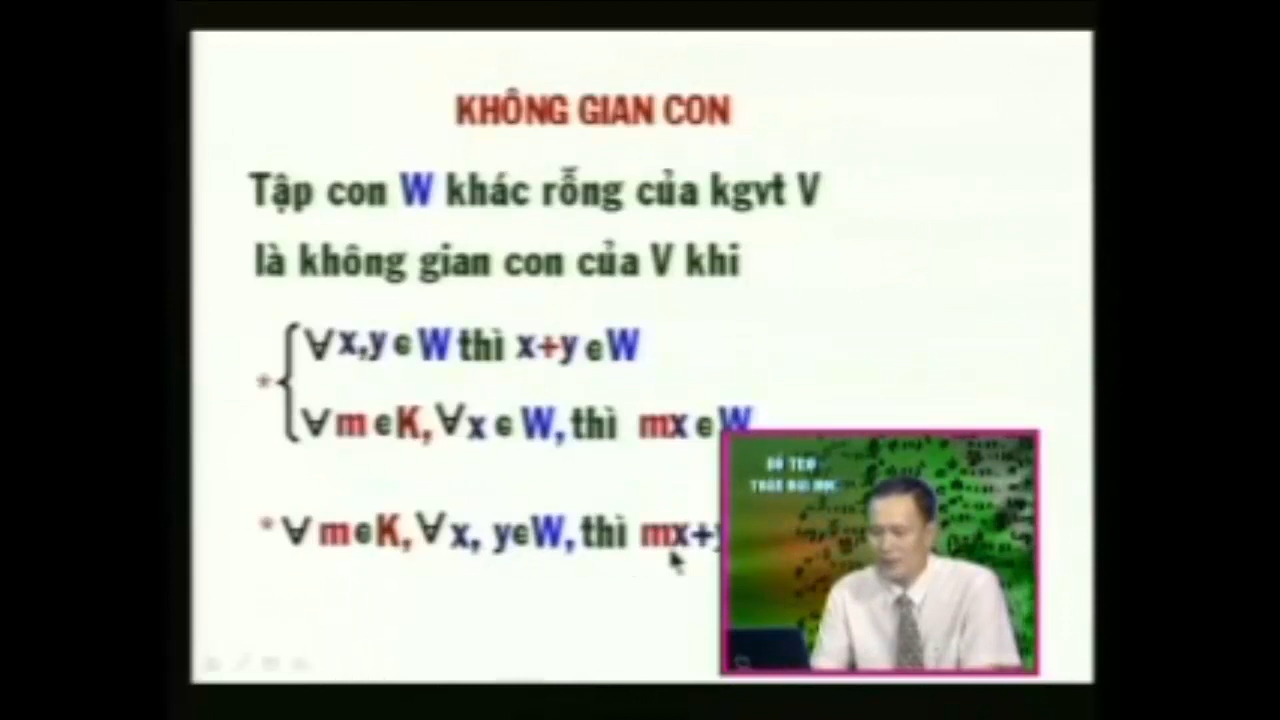 KHÔNG GIAN CON
Tập con W khác rỗng của kgvt V
là không gian con của V khi
* { ∀x,y∈W thì x+y∈W
∀m∈K,∀x∈W, thì mx∈W
* ∀m∈K,∀x, y∈W, thì mx+y